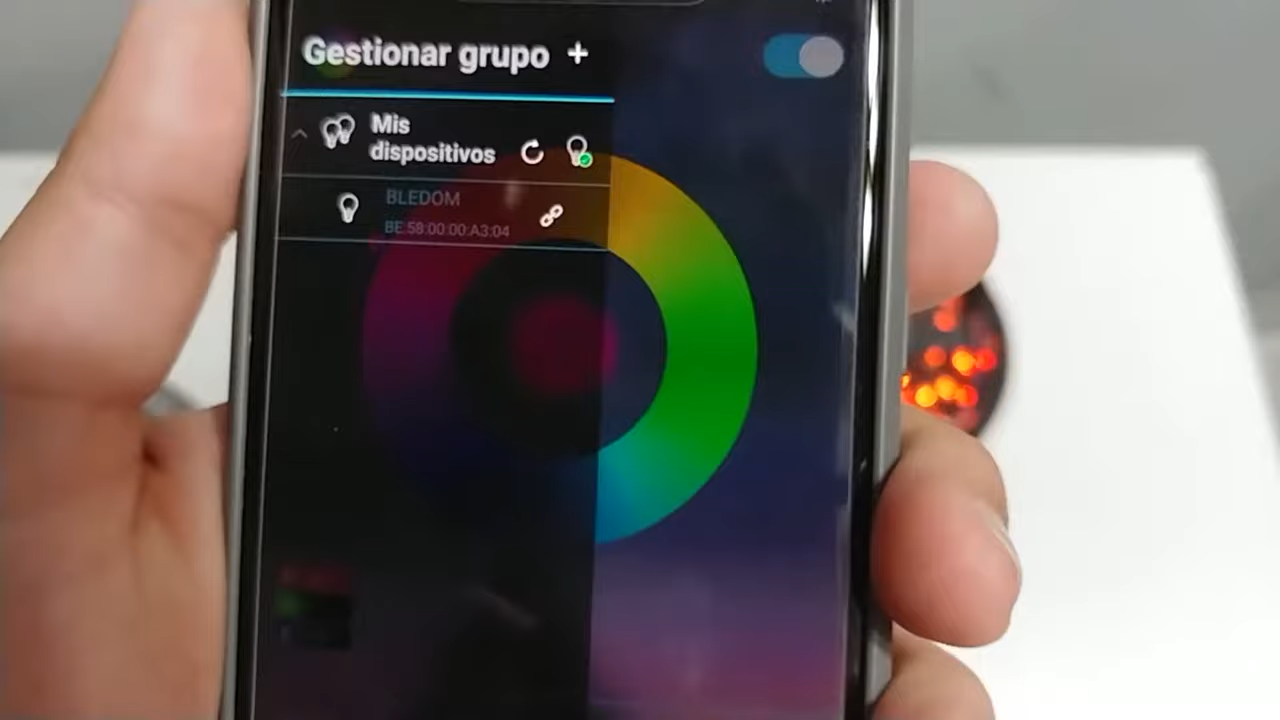 Gestionar grupo +
Mis
dispositivos
BLEDOM
BE:58:00:00:A3:04